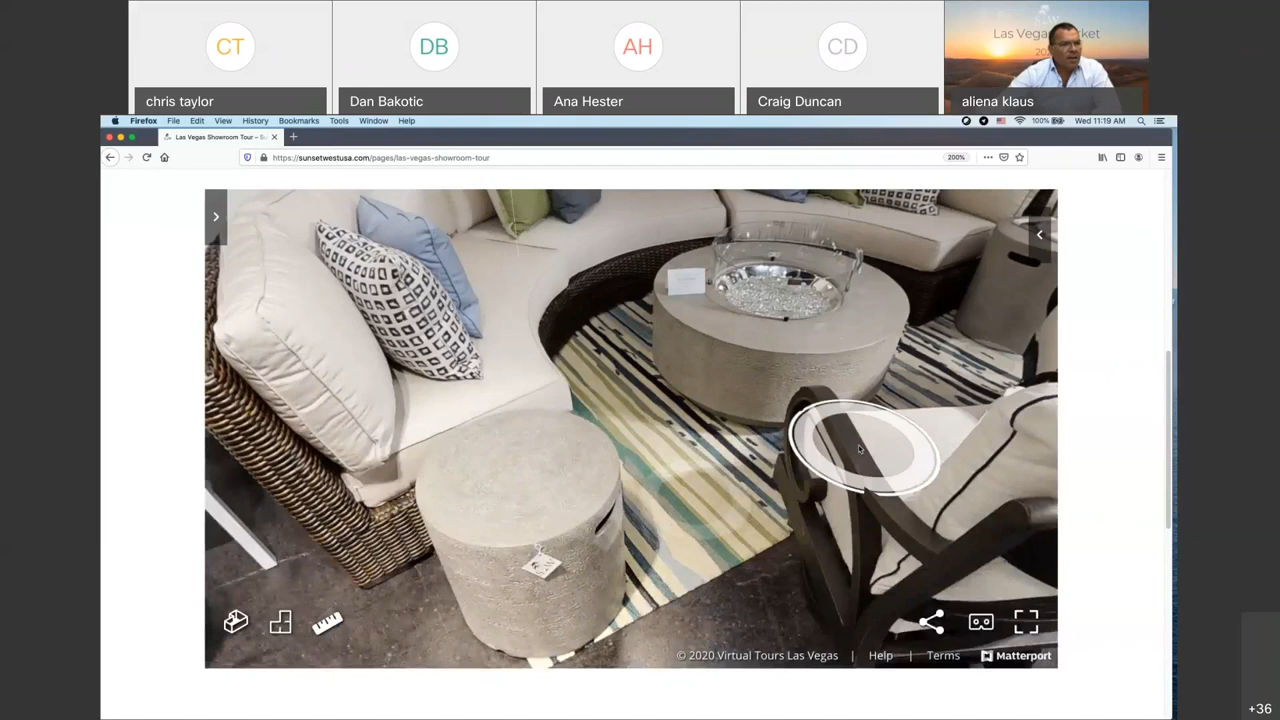 CT
DB
AH
CD
Las Vegas Market
chris taylor
Dan Bakotic
Ana Hester
Craig Duncan
aliena klaus
Firefox File Edit View History Bookmarks Tools Window Help
100%
Wed 11:19 AM
Las Vegas Showroom Tour – Su
https://sunsetwestusa.com/pages/las-vegas-showroom-tour
200%
© 2020 Virtual Tours Las Vegas | Help | Terms
Matterport
+36